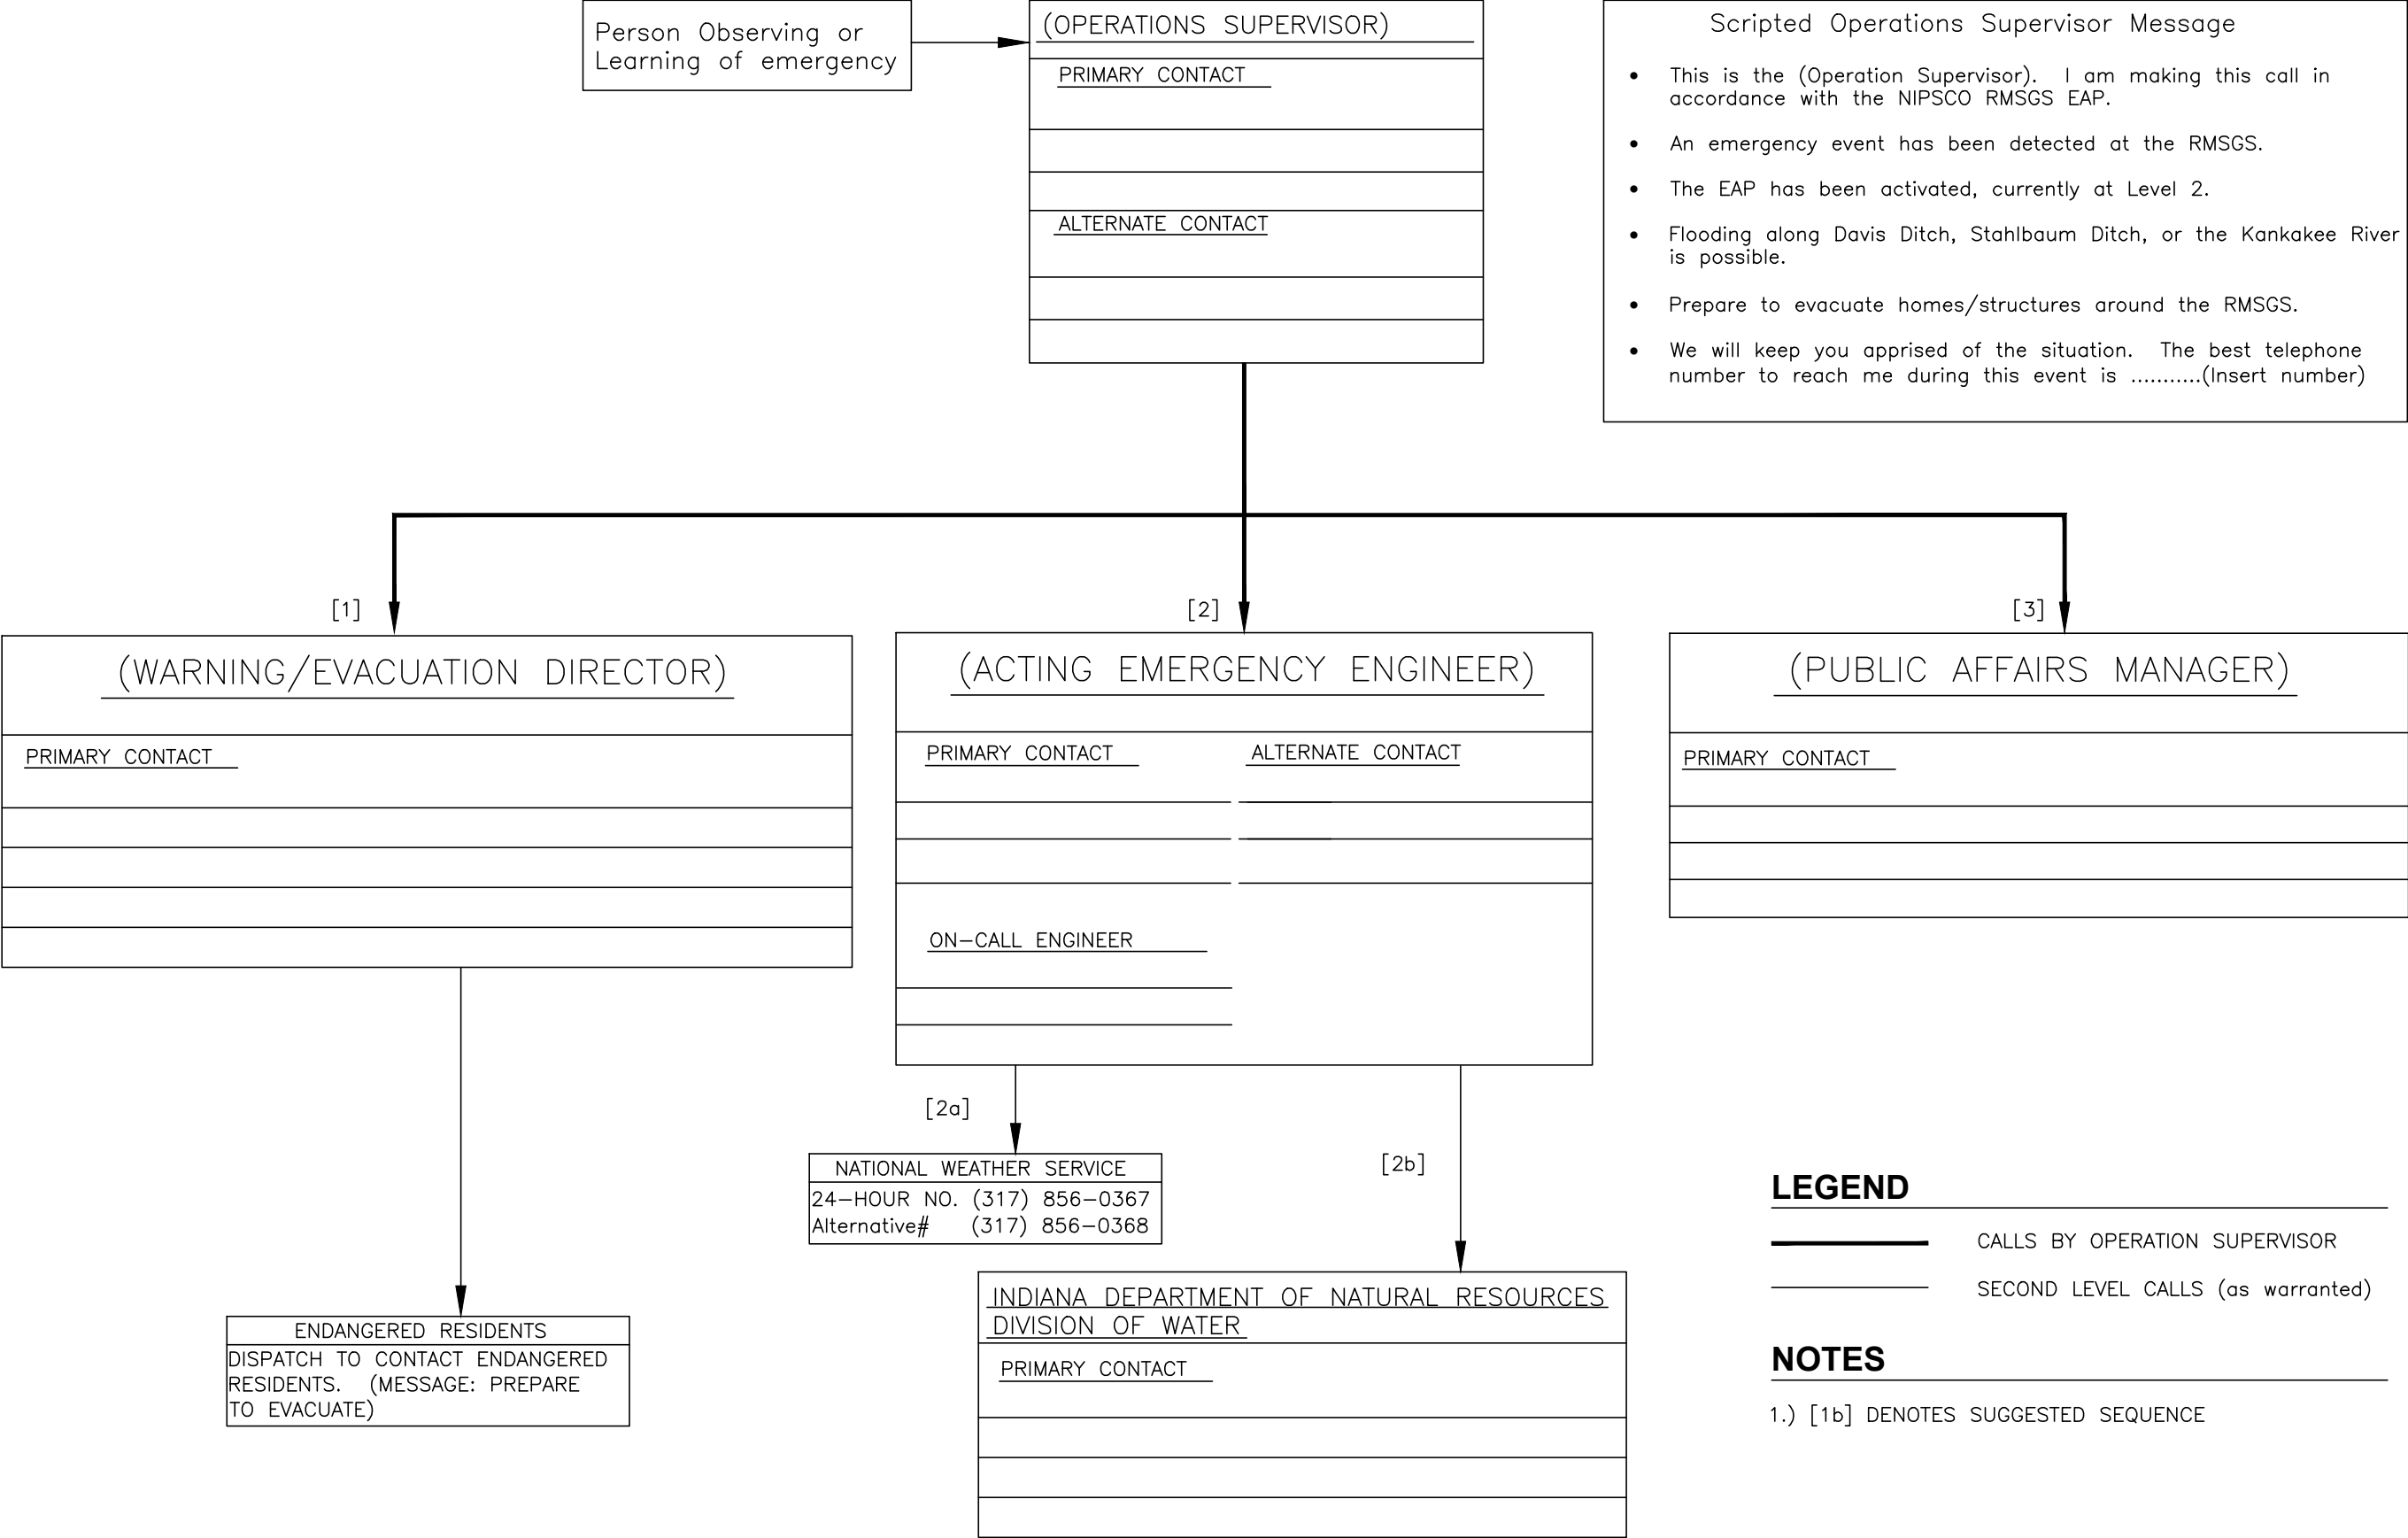 Person Observing or
Learning of emergency
(OPERATIONS SUPERVISOR)
PRIMARY CONTACT
ALTERNATE CONTACT
Scripted Operations Supervisor Message
• This is the (Operation Supervisor). I am making this call in
accordance with the NIPSCO RMSGS EAP.
• An emergency event has been detected at the RMSGS.
• The EAP has been activated, currently at Level 2.
• Flooding along Davis Ditch, Stahlbaum Ditch, or the Kankakee River
is possible.
• Prepare to evacuate homes/structures around the RMSGS.
• We will keep you apprised of the situation. The best telephone
number to reach me during this event is ...........(Insert number)
[1]
(WARNING/EVACUATION DIRECTOR)
PRIMARY CONTACT
[2]
(ACTING EMERGENCY ENGINEER)
PRIMARY CONTACT
ALTERNATE CONTACT
ON-CALL ENGINEER
[3]
(PUBLIC AFFAIRS MANAGER)
PRIMARY CONTACT
[2a]
NATIONAL WEATHER SERVICE
24-HOUR NO. (317) 856-0367
Alternative# (317) 856-0368
[2b]
INDIANA DEPARTMENT OF NATURAL RESOURCES
DIVISION OF WATER
PRIMARY CONTACT
ENDANGERED RESIDENTS
DISPATCH TO CONTACT ENDANGERED
RESIDENTS. (MESSAGE: PREPARE
TO EVACUATE)
LEGEND
CALLS BY OPERATION SUPERVISOR
SECOND LEVEL CALLS (as warranted)
NOTES
1.) [1b] DENOTES SUGGESTED SEQUENCE